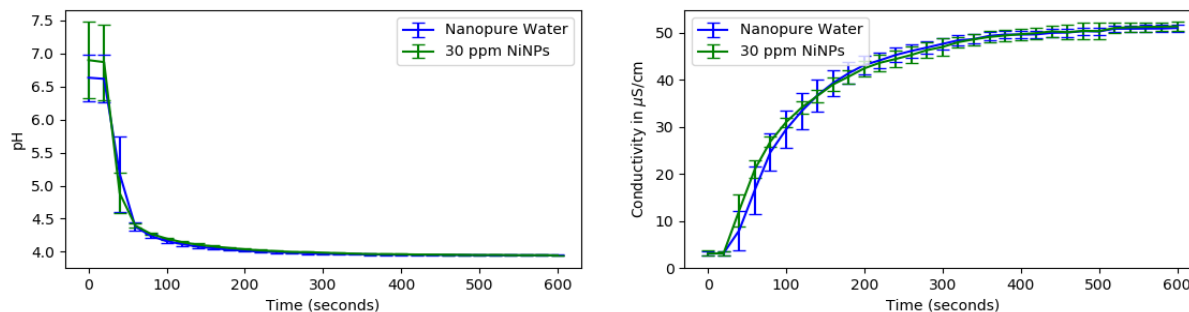 7.5
7.0
6.5
6.0
5.5
5.0
4.5
4.0
pH
0 100 200 300 400 500 600
Time (seconds)
Nanopure Water
30 ppm NiNPs
50
40
30
20
10
0
Conductivity in μS/cm
0 100 200 300 400 500 600
Time (seconds)
Nanopure Water
30 ppm NiNPs